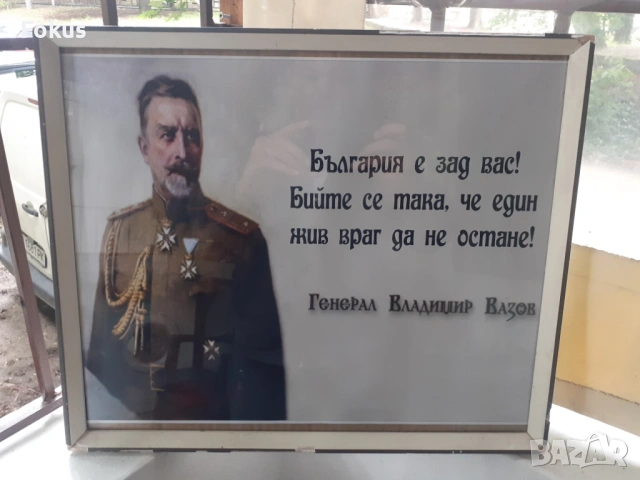 okus
България е зад вас!
Бийте се така, че един
жив враг да не остане!
Генерал Владимир Вазов
BAZAR